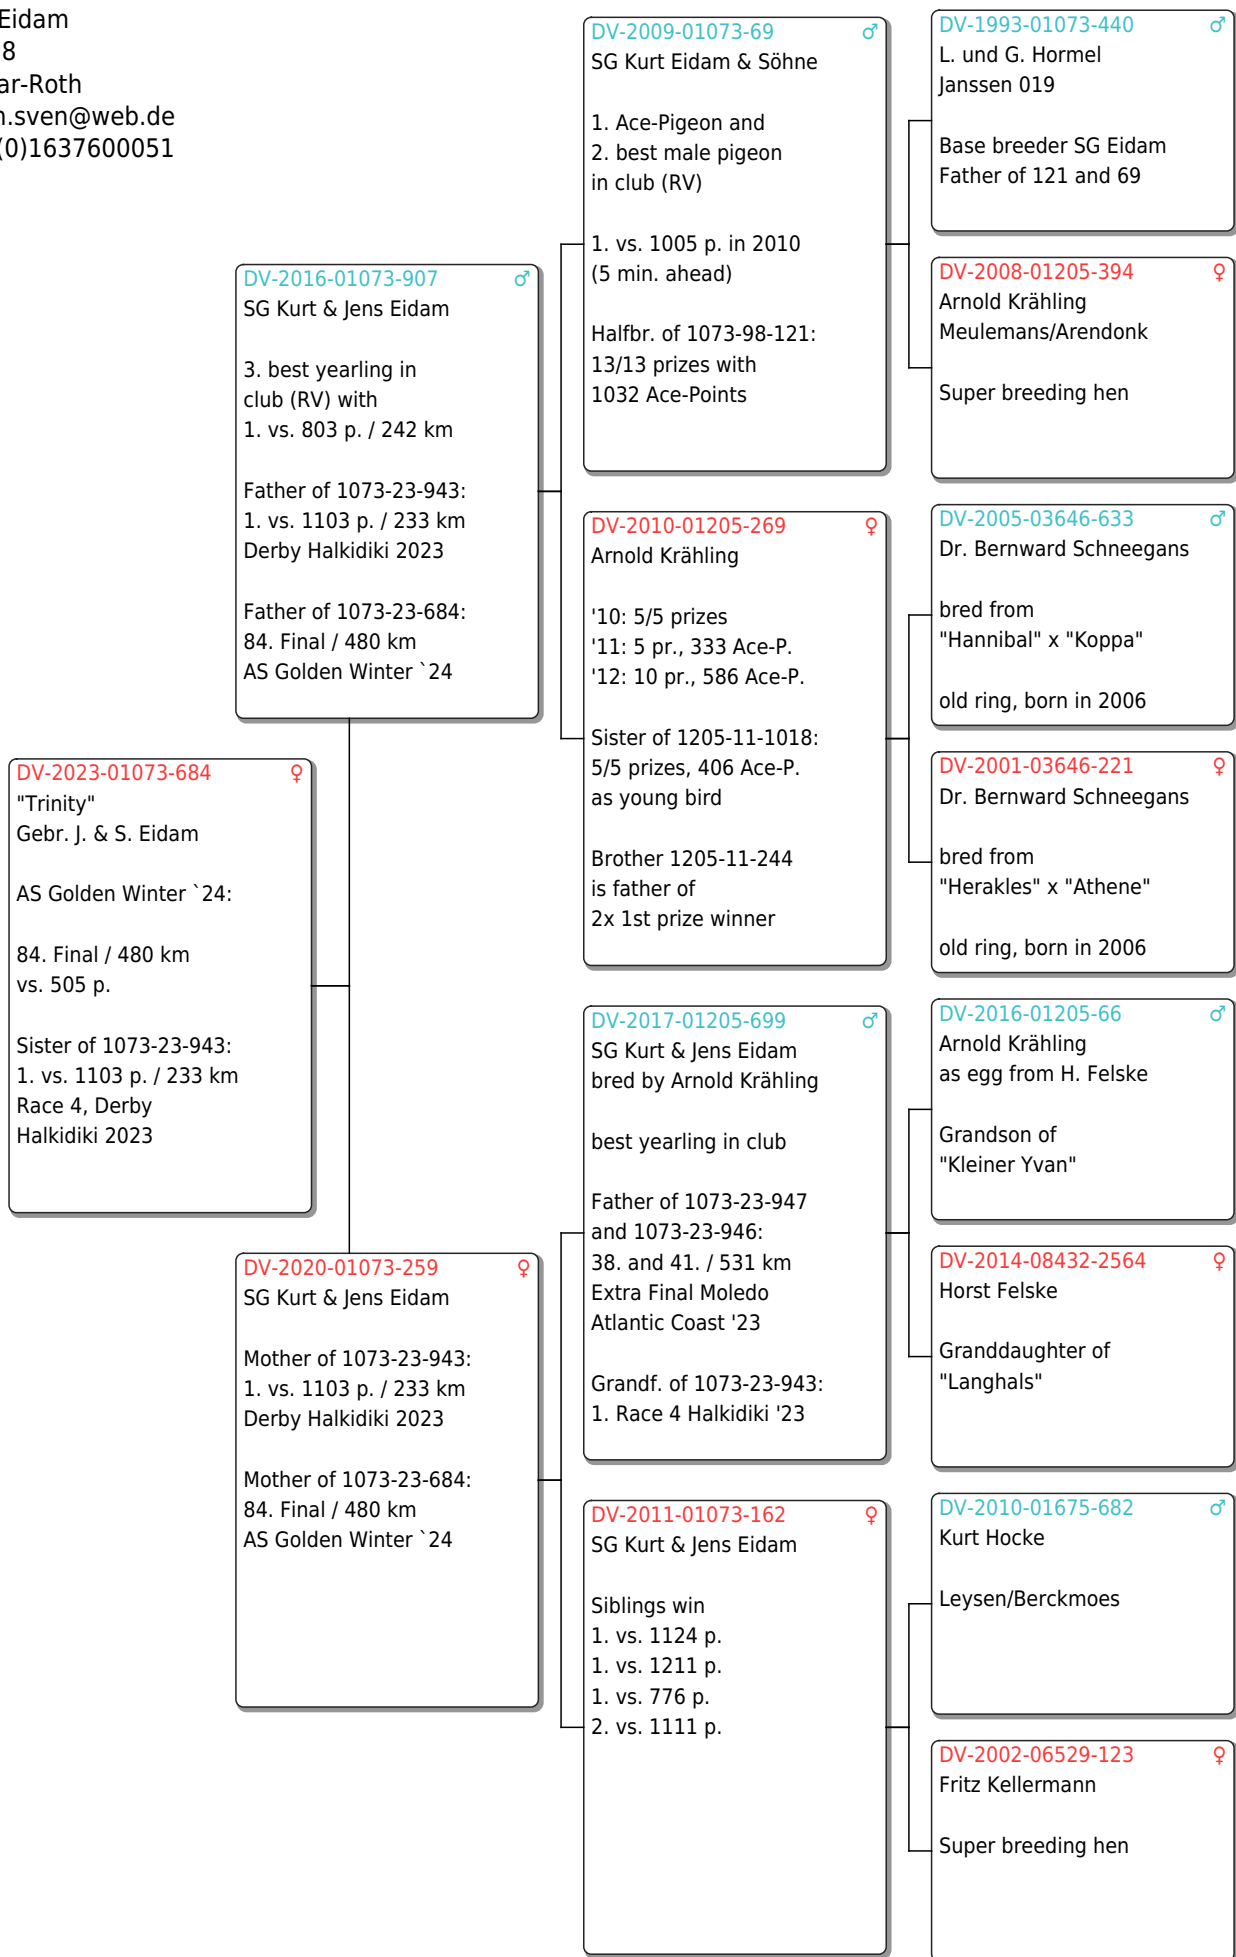 Eidam
8
ar-Roth
n.sven@web.de
(0)1637600051
DV-2023-01073-684 ♀
"Trinity"
Gebr. J. & S. Eidam
AS Golden Winter `24:
84. Final / 480 km
vs. 505 p.
Sister of 1073-23-943:
1. vs. 1103 p. / 233 km
Race 4, Derby
Halkidiki 2023
DV-2016-01073-907 ♂
SG Kurt & Jens Eidam
3. best yearling in
club (RV) with
1. vs. 803 p. / 242 km
Father of 1073-23-943:
1. vs. 1103 p. / 233 km
Derby Halkidiki 2023
Father of 1073-23-684:
84. Final / 480 km
AS Golden Winter `24
DV-2020-01073-259 ♀
SG Kurt & Jens Eidam
Mother of 1073-23-943:
1. vs. 1103 p. / 233 km
Derby Halkidiki 2023
Mother of 1073-23-684:
84. Final / 480 km
AS Golden Winter `24
DV-2009-01073-69 ♂
SG Kurt Eidam & Söhne
1. Ace-Pigeon and
2. best male pigeon
in club (RV)
1. vs. 1005 p. in 2010
(5 min. ahead)
Halfbr. of 1073-98-121:
13/13 prizes with
1032 Ace-Points
DV-2010-01205-269 ♀
Arnold Krähling
'10: 5/5 prizes
'11: 5 pr., 333 Ace-P.
'12: 10 pr., 586 Ace-P.
Sister of 1205-11-1018:
5/5 prizes, 406 Ace-P.
as young bird
Brother 1205-11-244
is father of
2x 1st prize winner
DV-2017-01205-699 ♂
SG Kurt & Jens Eidam
bred by Arnold Krähling
best yearling in club
Father of 1073-23-947
and 1073-23-946:
38. and 41. / 531 km
Extra Final Moledo
Atlantic Coast '23
Grandf. of 1073-23-943:
1. Race 4 Halkidiki '23
DV-2011-01073-162 ♀
SG Kurt & Jens Eidam
Siblings win
1. vs. 1124 p.
1. vs. 1211 p.
1. vs. 776 p.
2. vs. 1111 p.
DV-1993-01073-440 ♂
L. und G. Hormel
Janssen 019
Base breeder SG Eidam
Father of 121 and 69
DV-2008-01205-394 ♀
Arnold Krähling
Meulemans/Arendonk
Super breeding hen
DV-2005-03646-633 ♂
Dr. Bernward Schneegans
bred from
"Hannibal" x "Koppa"
old ring, born in 2006
DV-2001-03646-221 ♀
Dr. Bernward Schneegans
bred from
"Herakles" x "Athene"
old ring, born in 2006
DV-2016-01205-66 ♂
Arnold Krähling
as egg from H. Felske
Grandson of
"Kleiner Yvan"
DV-2014-08432-2564 ♀
Horst Felske
Granddaughter of
"Langhals"
DV-2010-01675-682 ♂
Kurt Hocke
Leysen/Berckmoes
DV-2002-06529-123 ♀
Fritz Kellermann
Super breeding hen